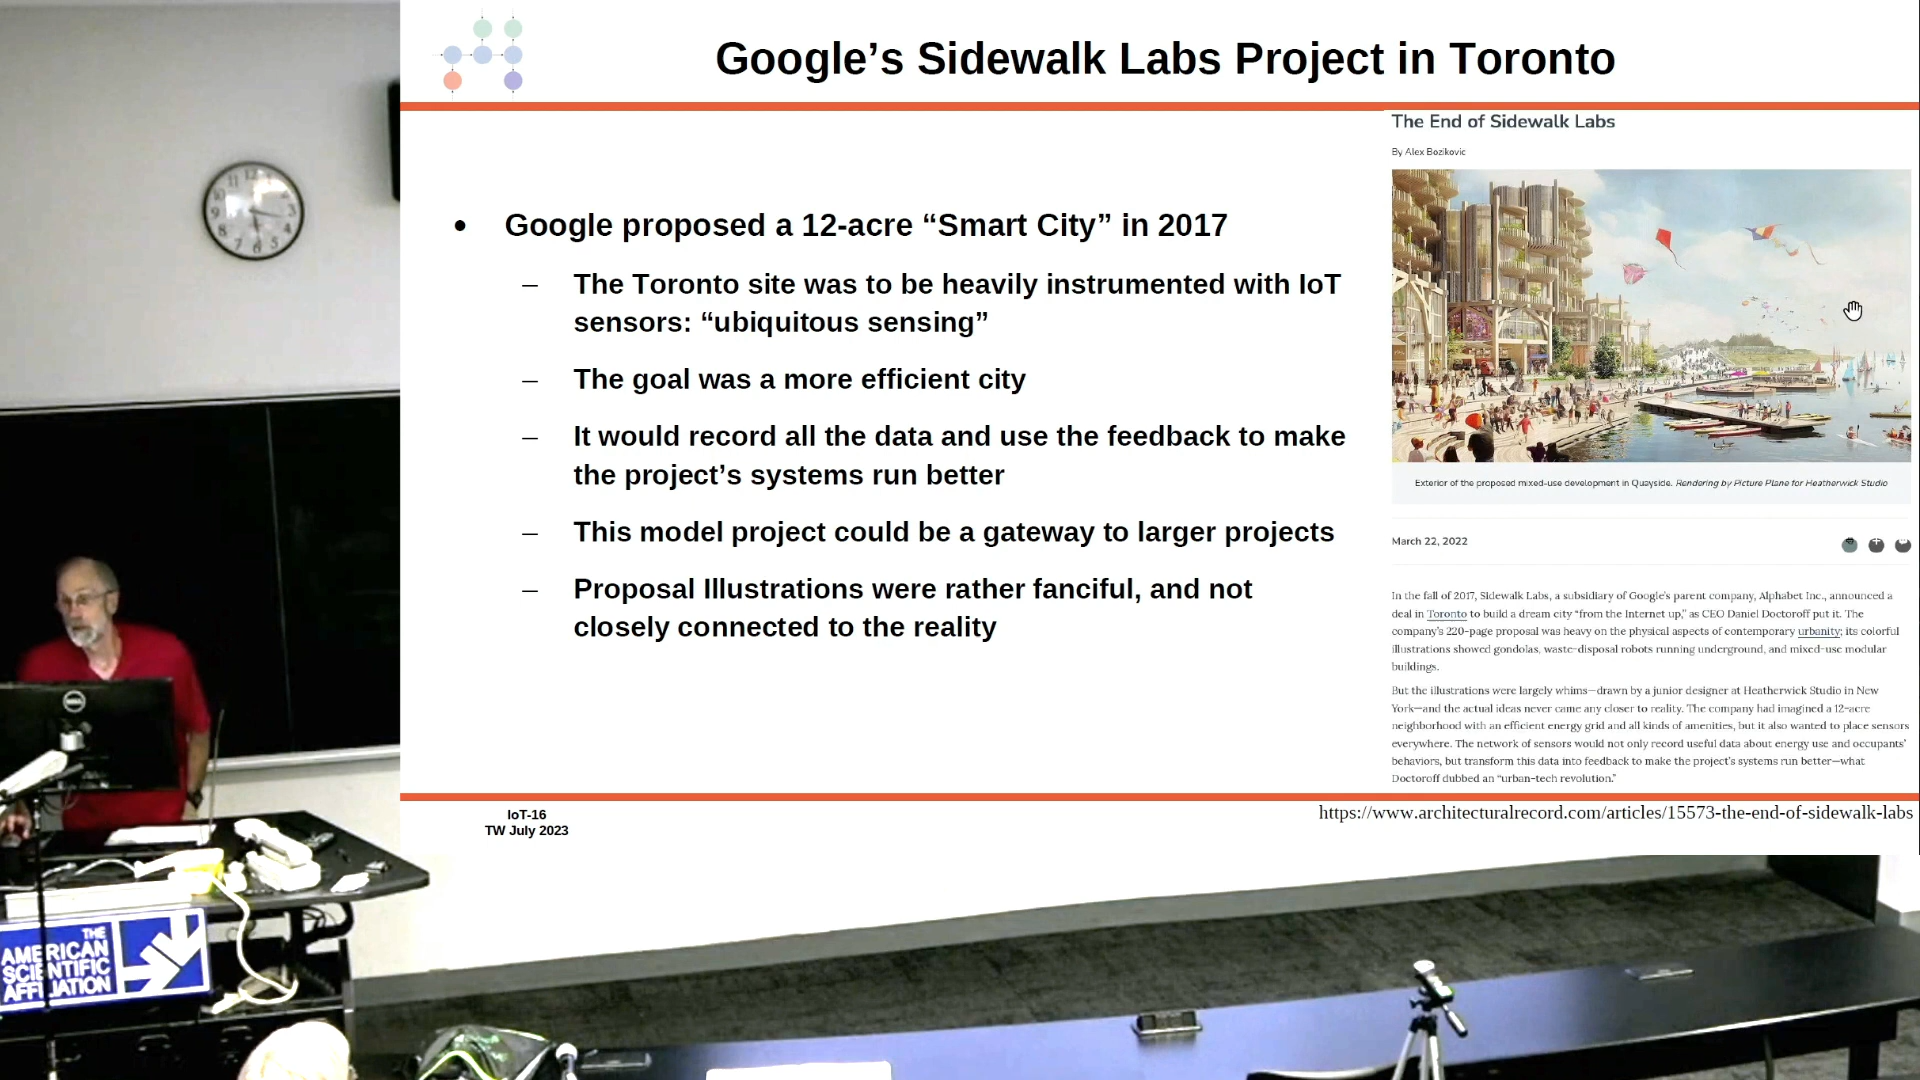 Google’s Sidewalk Labs Project in Toronto
• Google proposed a 12-acre “Smart City” in 2017
– The Toronto site was to be heavily instrumented with IoT
sensors: “ubiquitous sensing”
– The goal was a more efficient city
– It would record all the data and use the feedback to make
the project’s systems run better
– This model project could be a gateway to larger projects
– Proposal Illustrations were rather fanciful, and not
closely connected to the reality
The End of Sidewalk Labs
By Alex Bozikovic
Exterior of the proposed mixed-use development in Quayside. Rendering by Picture Plane for Heatherwick Studio
March 22, 2022
In the fall of 2017, Sidewalk Labs, a subsidiary of Google’s parent company, Alphabet Inc., announced a
deal in Toronto to build a dream city “from the Internet up,” as CEO Daniel Doctoroff put it. The
company’s 220-page proposal was heavy on the physical aspects of contemporary urbanity; its colorful
illustrations showed gondolas, waste-disposal robots running underground, and mixed-use modular
buildings.
But the illustrations were largely whims—drawn by a junior designer at Heatherwick Studio in New
York—and the actual ideas never came any closer to reality. The company had imagined a 12-acre
neighborhood with an efficient energy grid and all kinds of amenities, but it also wanted to place sensors
everywhere. The network of sensors would not only record useful data about energy use and occupants’
behaviors, but transform this data into feedback to make the project’s systems run better—what
Doctoroff dubbed an “urban-tech revolution.”
IoT-16
TW July 2023
https://www.architecturalrecord.com/articles/15573-the-end-of-sidewalk-labs
DELL
THE
AMERICAN
SCIENTIFIC
AFFILIATION